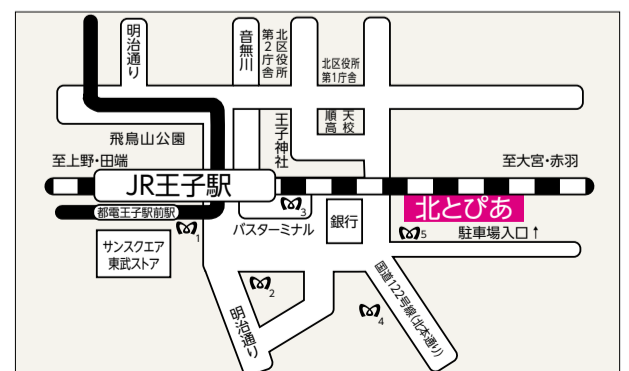 明治通り
音無川
北区役所
第2庁舎
北区役所
第1庁舎
順天
高校
王子神社
飛鳥山公園
至上野・田端
至大宮・赤羽
JR王子駅
北とぴあ
都電王子駅前駅
3
1
バスターミナル
銀行
5
駐車場入口↑
サンスクエア
東武ストア
2
4
明治通り
国道122号線(北本通り)